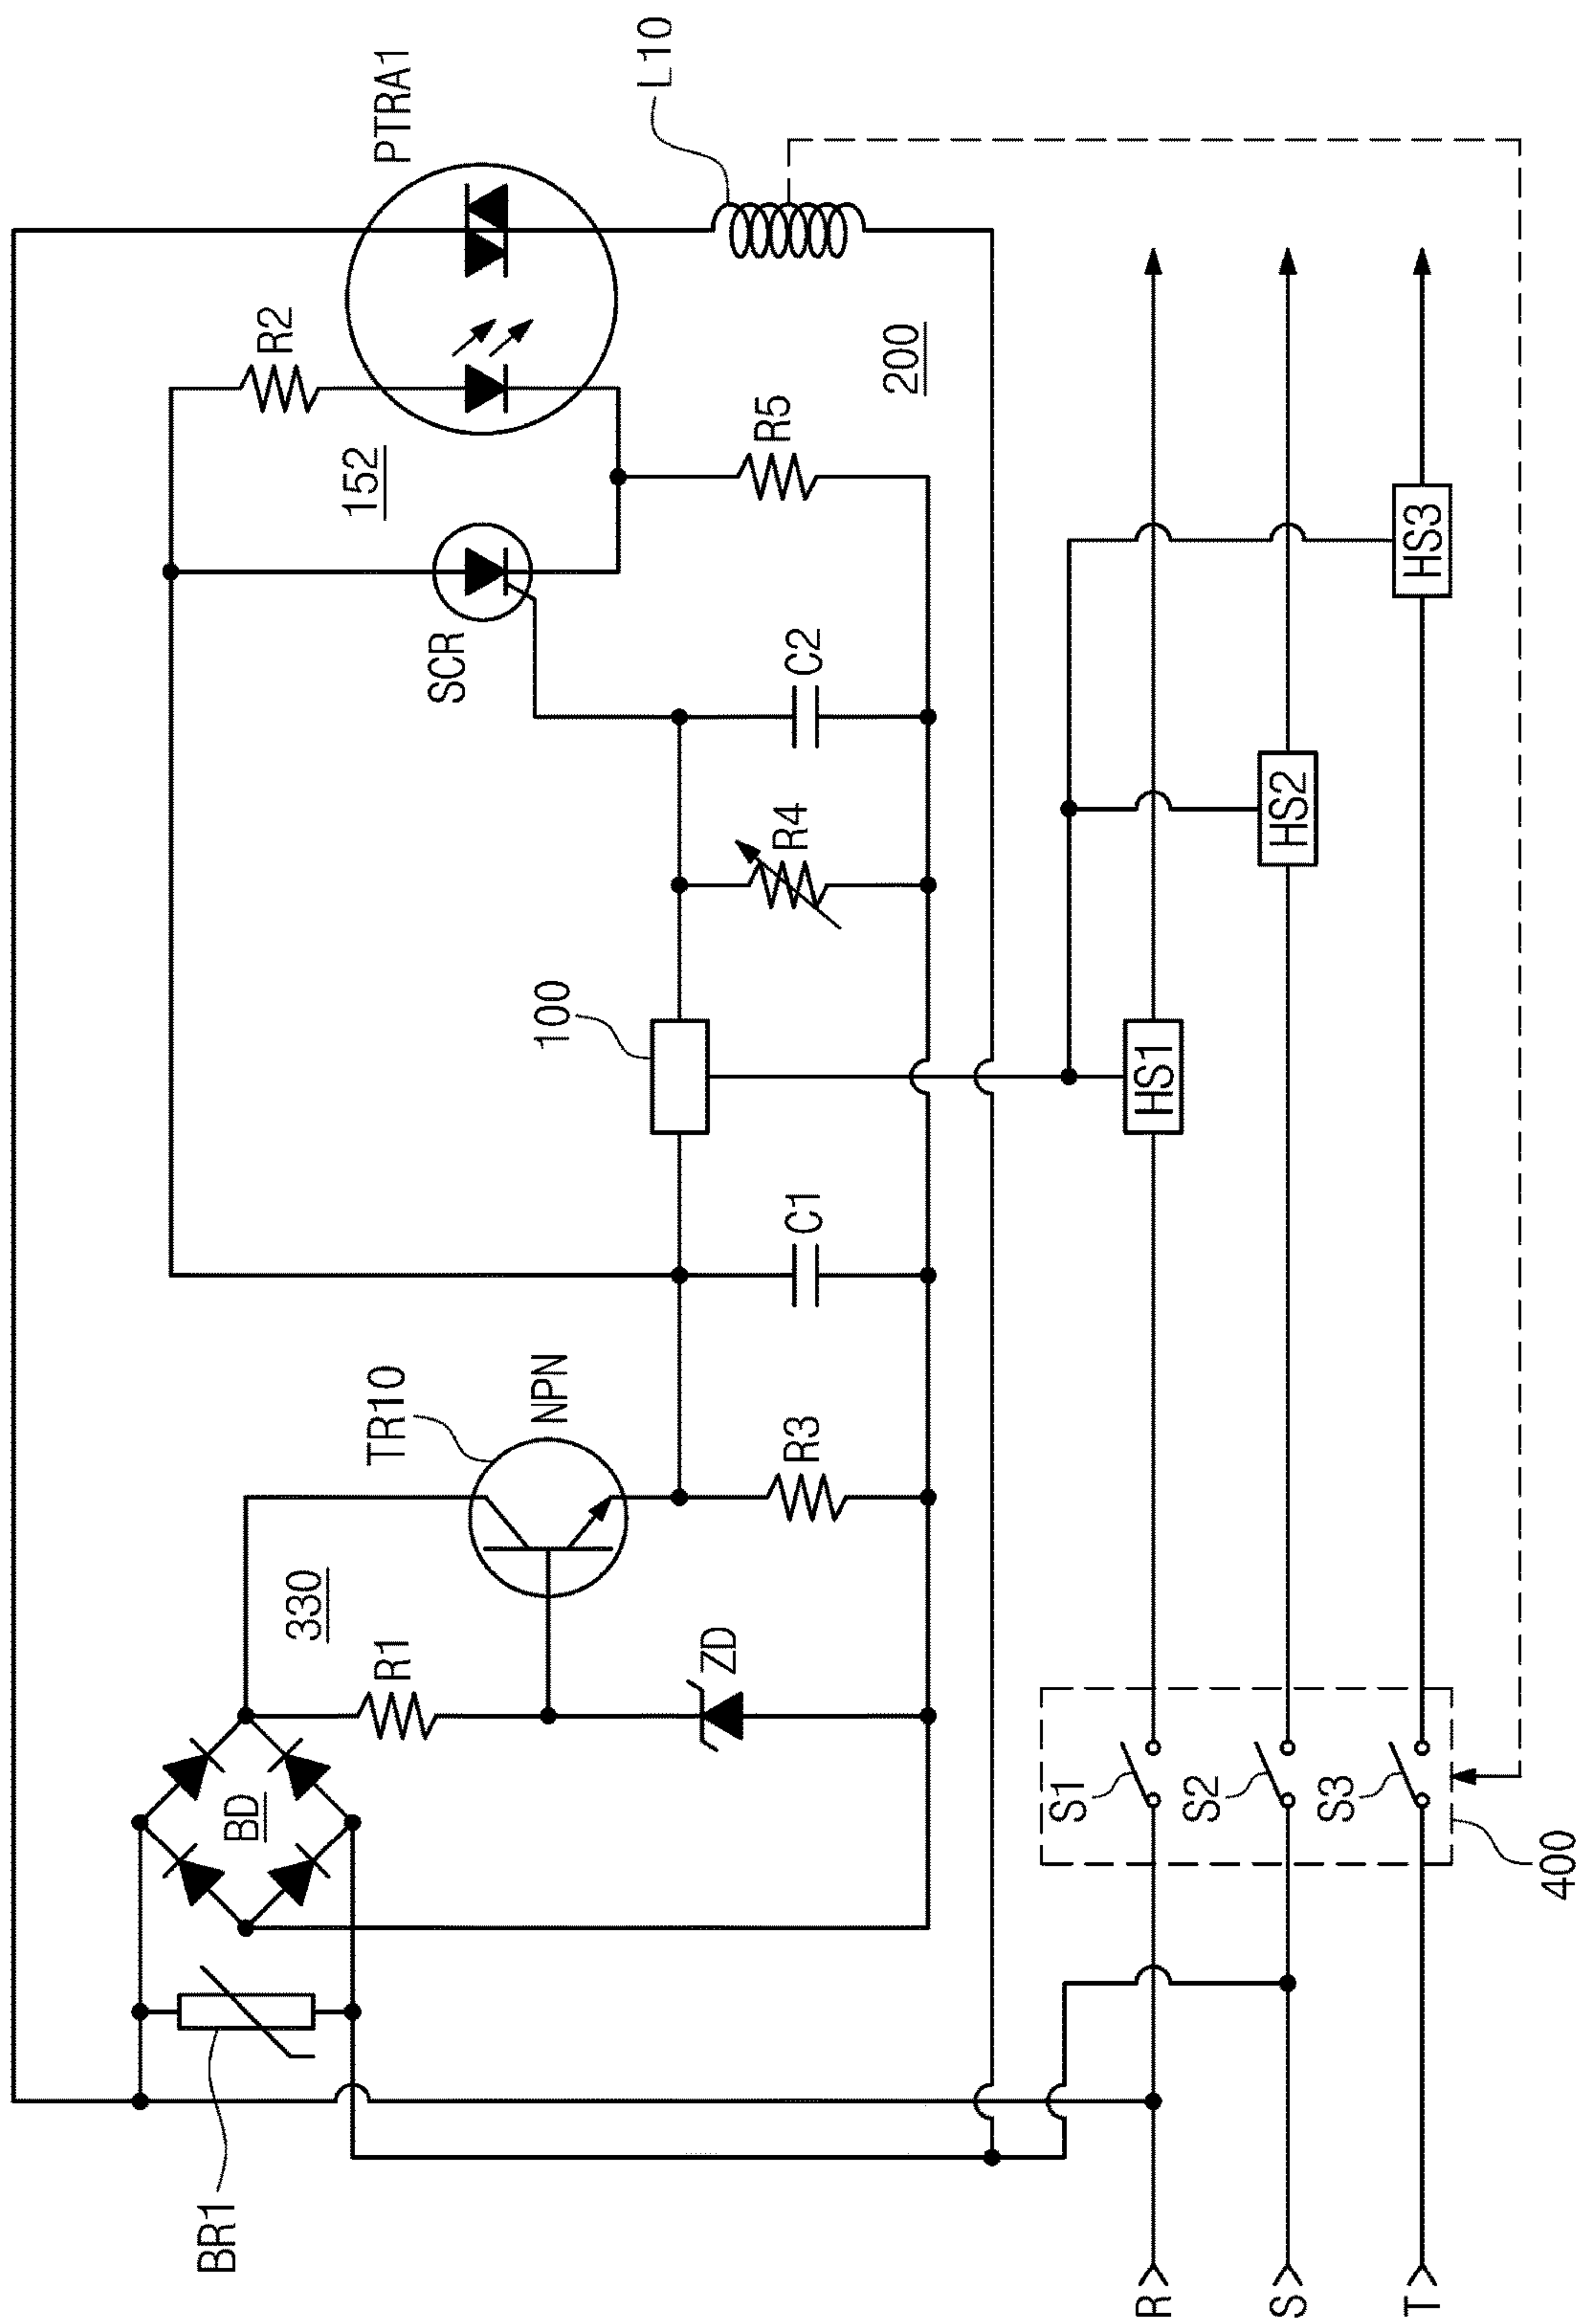 PTRA1
L10
R2
152
200
R5
SCR
C2
R4
HS3
HS2
100
HS1
C1
TR10
NPN
R3
330
R1
ZD
BD
S1
S2
S3
400
BR1
R
S
T